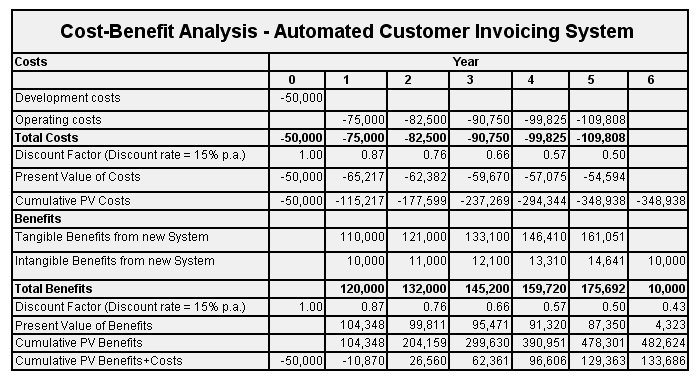 Cost-Benefit Analysis - Automated Customer Invoicing System
Costs Year
0 1 2 3 4 5 6
Development costs -50,000
Operating costs -75,000 -82,500 -90,750 -99,825 -109,808
Total Costs -50,000 -75,000 -82,500 -90,750 -99,825 -109,808
Discount Factor (Discount rate = 15% p.a.) 1.00 0.87 0.76 0.66 0.57 0.50
Present Value of Costs -50,000 -65,217 -62,382 -59,670 -57,075 -54,594
Cumulative PV Costs -50,000 -115,217 -177,599 -237,269 -294,344 -348,938 -348,938
Benefits
Tangible Benefits from new System 110,000 121,000 133,100 146,410 161,051
Intangible Benefits from new System 10,000 11,000 12,100 13,310 14,641 10,000
Total Benefits 120,000 132,000 145,200 159,720 175,692 10,000
Discount Factor (Discount rate = 15% p.a.) 1.00 0.87 0.76 0.66 0.57 0.50 0.43
Present Value of Benefits 104,348 99,811 95,471 91,320 87,350 4,323
Cumulative PV Benefits 104,348 204,159 299,630 390,951 478,301 482,624
Cumulative PV Benefits+Costs -50,000 -10,870 26,560 62,361 96,606 129,363 133,686